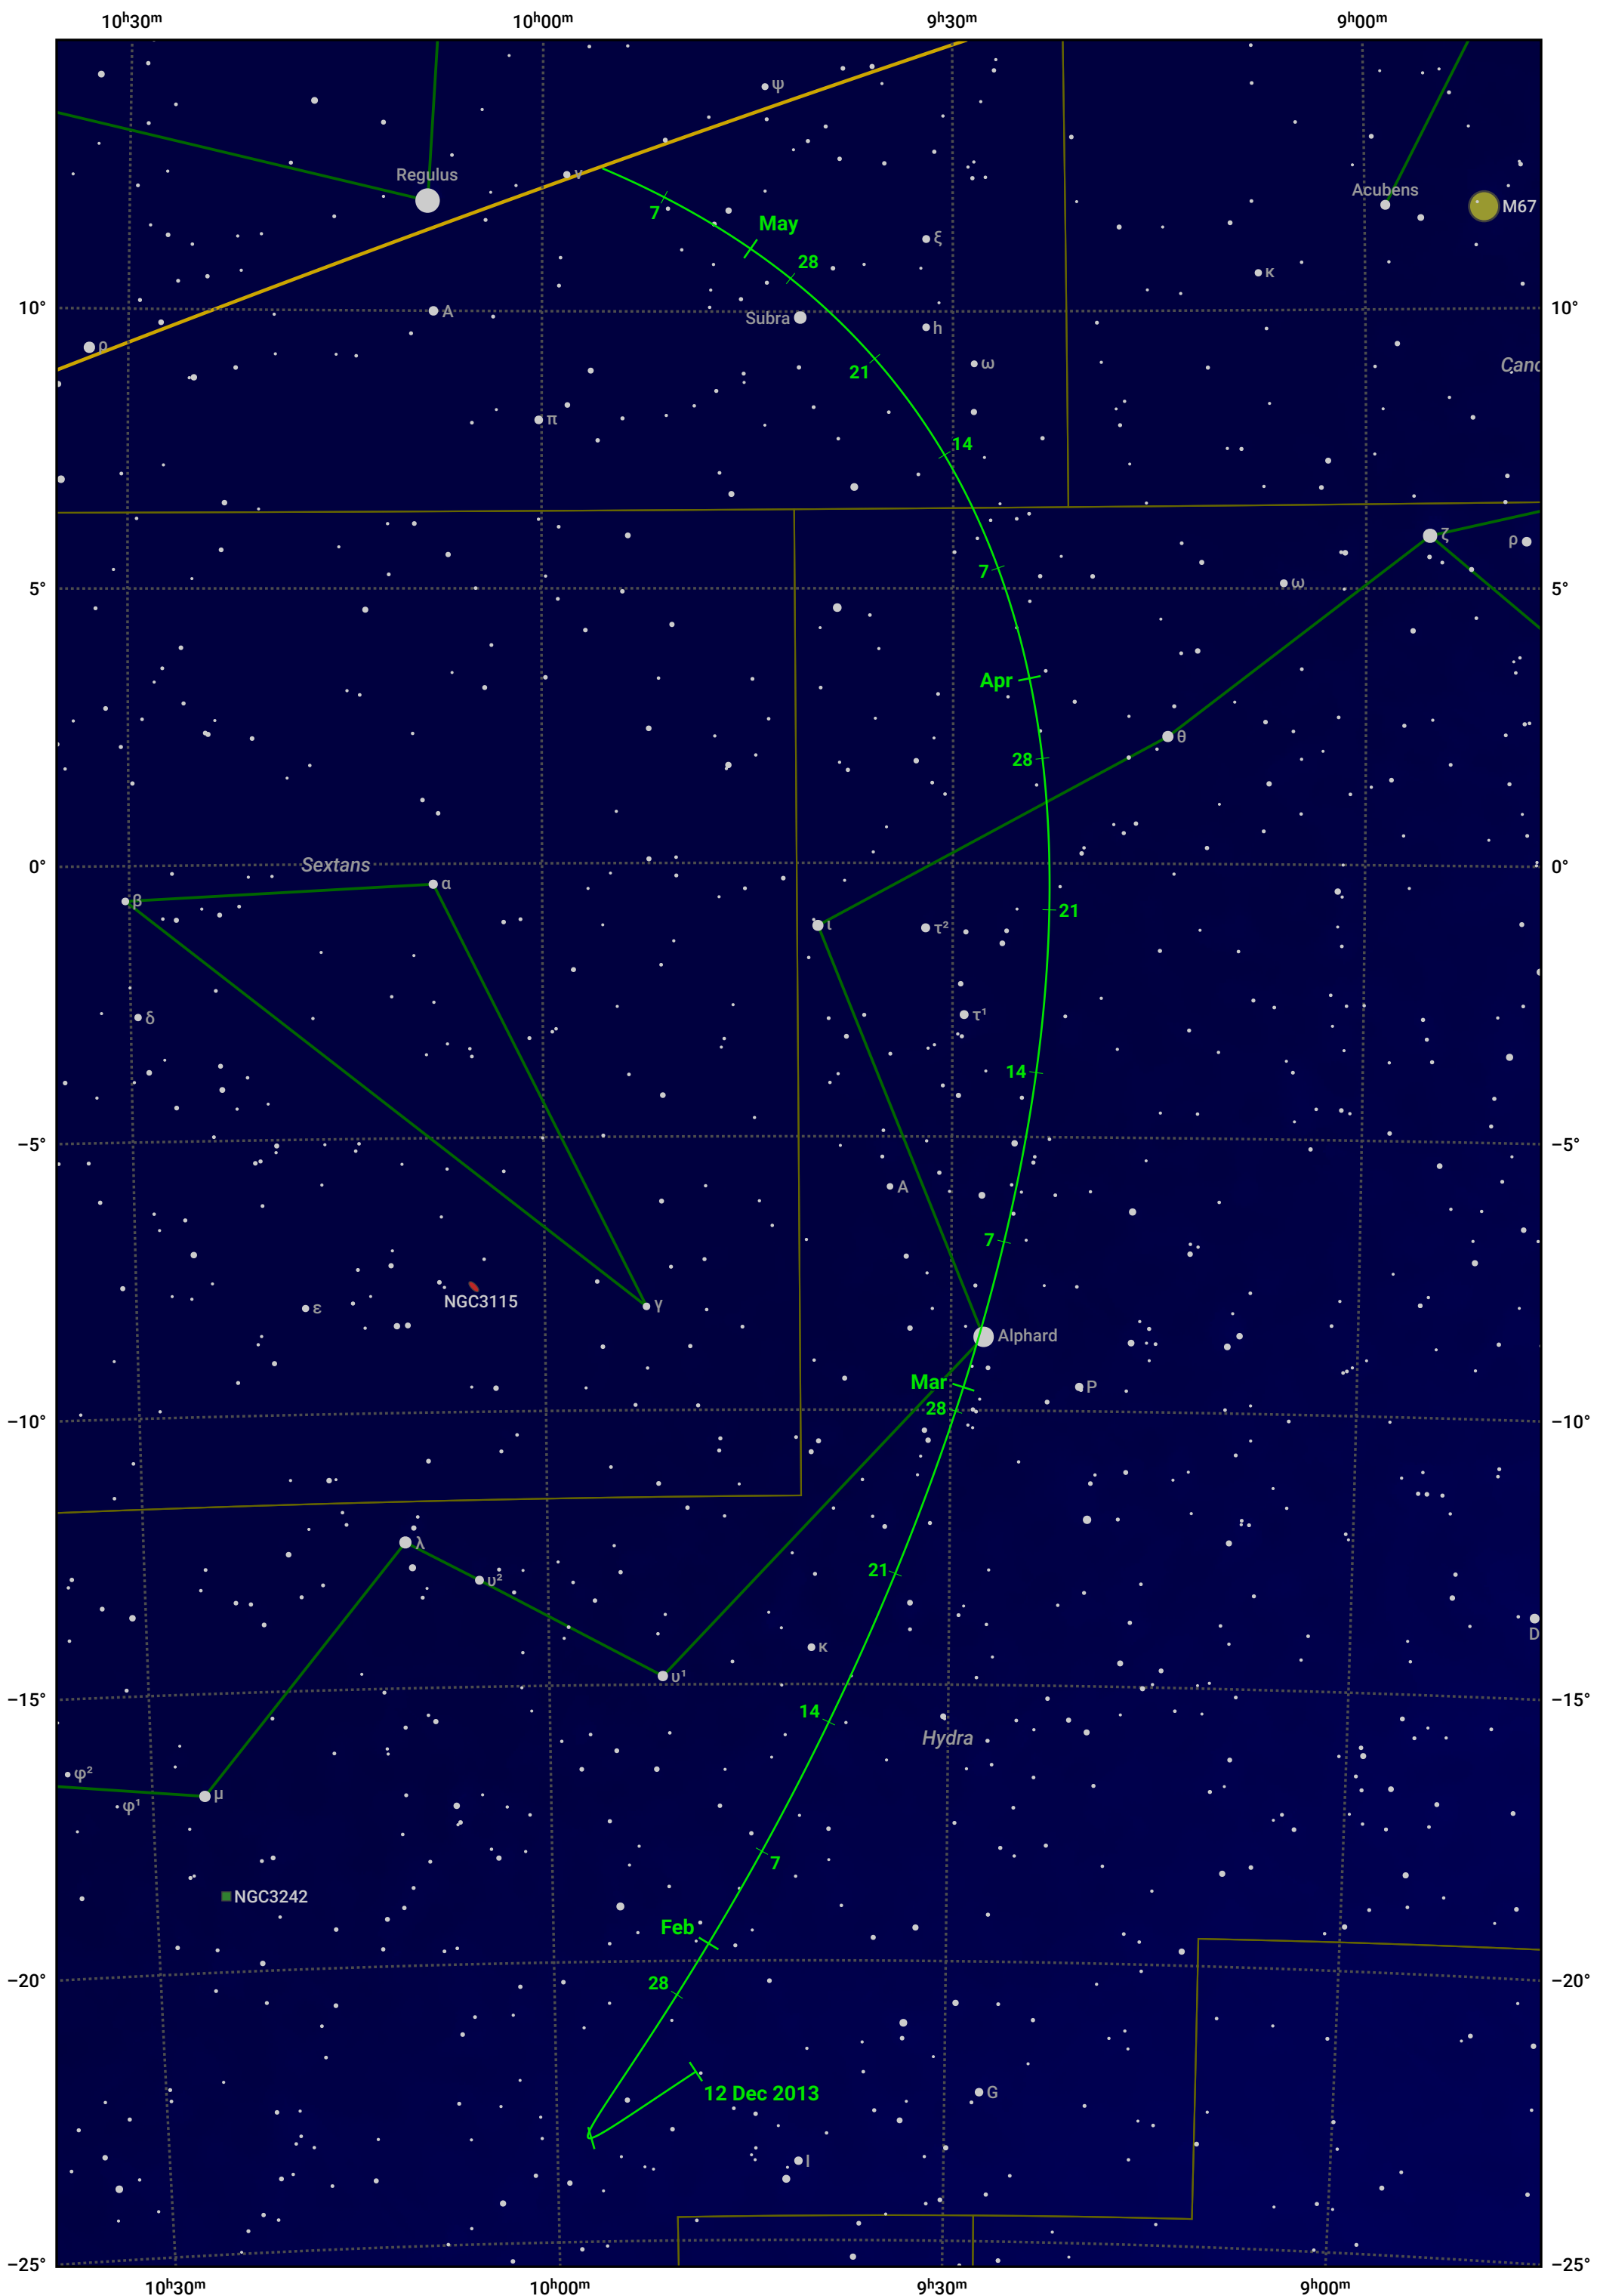 10ʰ30ᵐ 10ʰ00ᵐ 9ʰ30ᵐ 9ʰ00ᵐ
ψ
Regulus ν Acubens M67
7 May
ξ
28 κ
10° A Subra h 10°
ρ
21 ω Canc
π
14
ζ ρ
5° 7 ω 5°
Apr
θ
28
0° Sextans α 0°
β
ι τ² 21
δ τ¹
14
−5° −5°
A
7
NGC3115 γ
ε
Alphard
Mar P
−10° 28 −10°
λ
υ² 21
κ D
υ¹
−15° 14 −15°
Hydra
φ² μ
φ¹
7
NGC3242
Feb
−20° 28 −20°
12 Dec 2013 G
I
−25° −25°
10ʰ30ᵐ 10ʰ00ᵐ 9ʰ30ᵐ 9ʰ00ᵐ